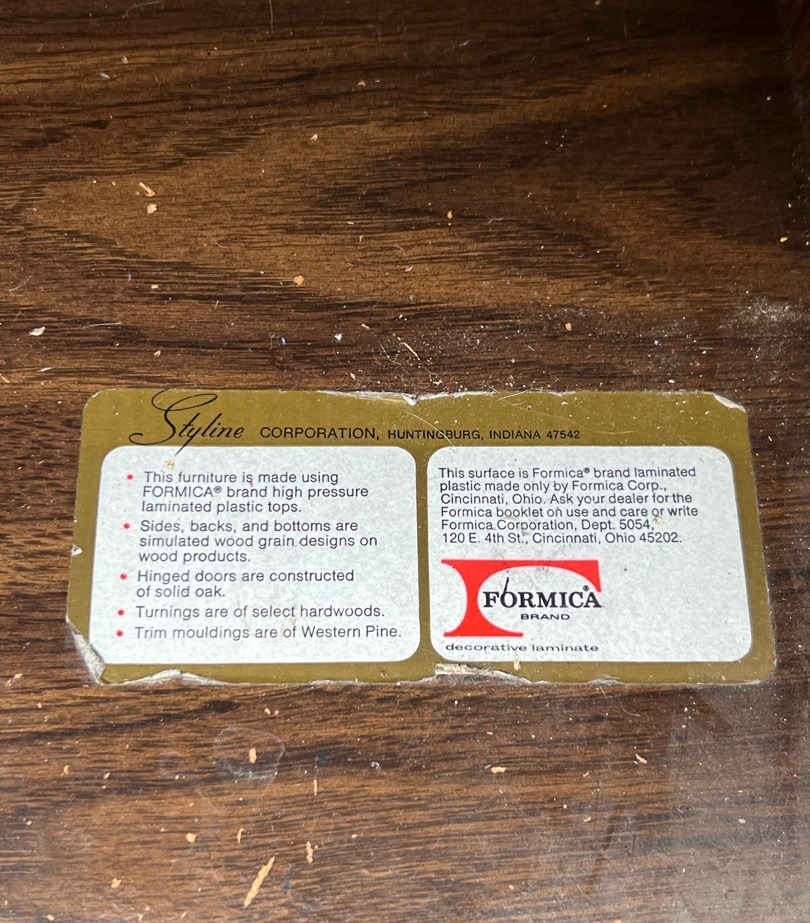 Styline CORPORATION, HUNTINGBURG, INDIANA 47542
• This furniture is made using
FORMICA® brand high pressure
laminated plastic tops.
• Sides, backs, and bottoms are
simulated wood grain designs on
wood products.
• Hinged doors are constructed
of solid oak.
• Turnings are of select hardwoods.
• Trim mouldings are of Western Pine.
This surface is Formica® brand laminated
plastic made only by Formica Corp.,
Cincinnati, Ohio. Ask your dealer for the
Formica booklet on use and care or write
Formica Corporation, Dept. 5054,
120 E. 4th St., Cincinnati, Ohio 45202.
FORMICA®
BRAND
decorative laminate